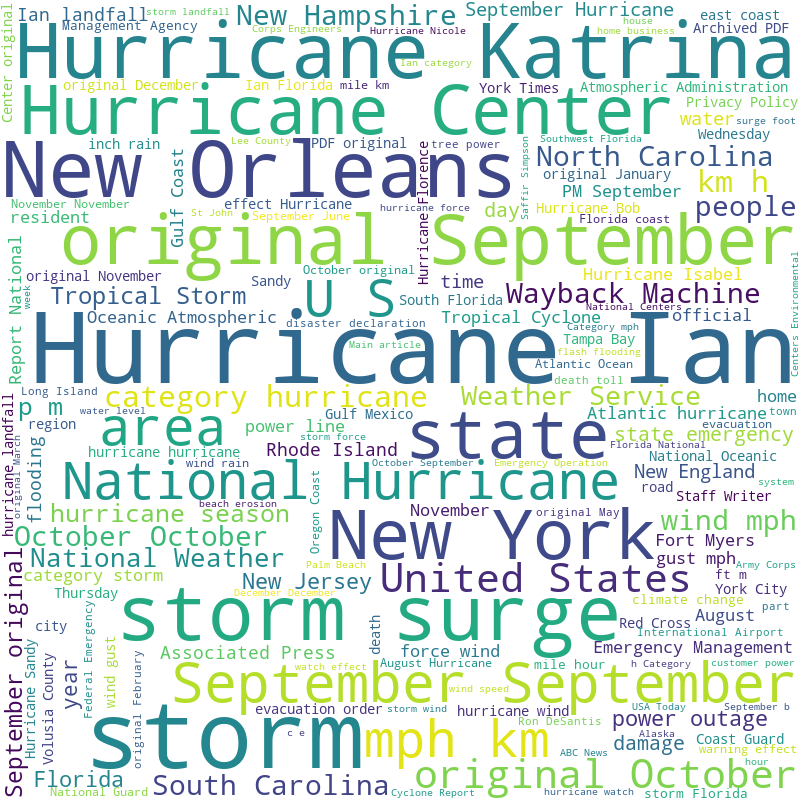 Ian landfall
storm landfall
New Hampshire
September Hurricane
east coast
Management Agency
Corps Engineers
Hurricane Nicole
house
home business
Archived PDF
Center original
Hurricane Katrina
Ian category
original December
Ian Florida
mile km
York Times
Atmospheric Administration
Hurricane Center
Privacy Policy
water
surge foot
Wednesday
inch rain
Lee County
PDF original
tree power
Southwest Florida
New Orleans
Gulf Coast
Hurricane Florence
Saffir Simpson
North Carolina
original January
PM September
km h
November November
effect Hurricane
hurricane force
day
Hurricane Bob
people
resident
St John
September June
Florida coast
original September
Report National
week
original November
Sandy
October original
time
Hurricane Isabel
Centers Environmental
Tropical Storm
U S
South Florida
Wayback Machine
National Centers
Oceanic Atmospheric
disaster declaration
Tropical Cyclone
Category mph
official
Tampa Bay
Main article
flash flooding
Hurricane Ian
Atlantic Ocean
death toll
Long Island
category hurricane
Weather Service
home
p m
water level
Gulf Mexico
Atlantic hurricane
town
region
area
power line
state
state emergency
evacuation
hurricane landfall
original March
flooding
storm force
Rhode Island
Florida National
hurricane hurricane
wind rain
October September
Emergency Operation
National Oceanic
National Hurricane
New England
system
road
Staff Writer
beach erosion
hurricane season
Oregon Coast
November
original May
wind mph
October October
New York
National Weather
Palm Beach
Fort Myers
gust mph
Army Corps
category storm
New Jersey
United States
ft m
York City
Thursday
December December
climate change
part
September original
Federal Emergency
storm surge
Red Cross
August
city
International Airport
Hurricane Sandy
Volusia County
year
wind gust
original February
Associated Press
death
force wind
mile hour
Emergency Management
h Category
customer power
watch effect
August Hurricane
September September
wind speed
evacuation order
storm wind
hurricane wind
USA Today
September b
storm
mph km
Ron DeSantis
power outage
c e
Alaska
Coast Guard
ABC News
damage
warning effect
hour
Florida
South Carolina
original October
National Guard
Cyclone Report
hurricane watch
storm Florida